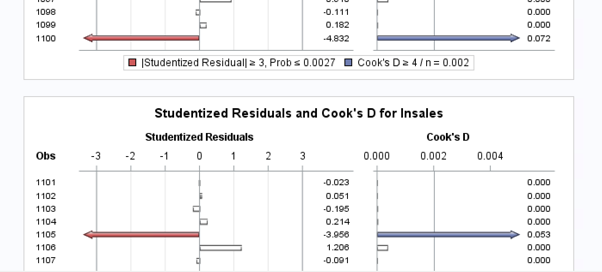 1098 -0.111 0.000
1099 0.182 0.000
1100 -4.832 0.072
|Studentized Residual| ≥ 3, Prob ≤ 0.0027 Cook's D ≥ 4 / n = 0.002
Studentized Residuals and Cook's D for Insales
Studentized Residuals Cook's D
Obs -3 -2 -1 0 1 2 3 0.000 0.002 0.004
1101 -0.023 0.000
1102 0.051 0.000
1103 -0.195 0.000
1104 0.214 0.000
1105 -3.956 0.053
1106 1.206 0.000
1107 -0.091 0.000